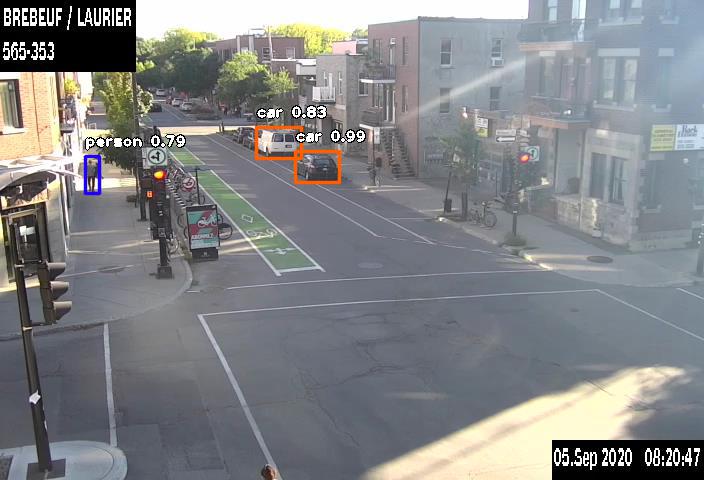 BREBEUF / LAURIER
565-353
car 0.83
car 0.99
person 0.79
05.Sep 2020 08:20:47